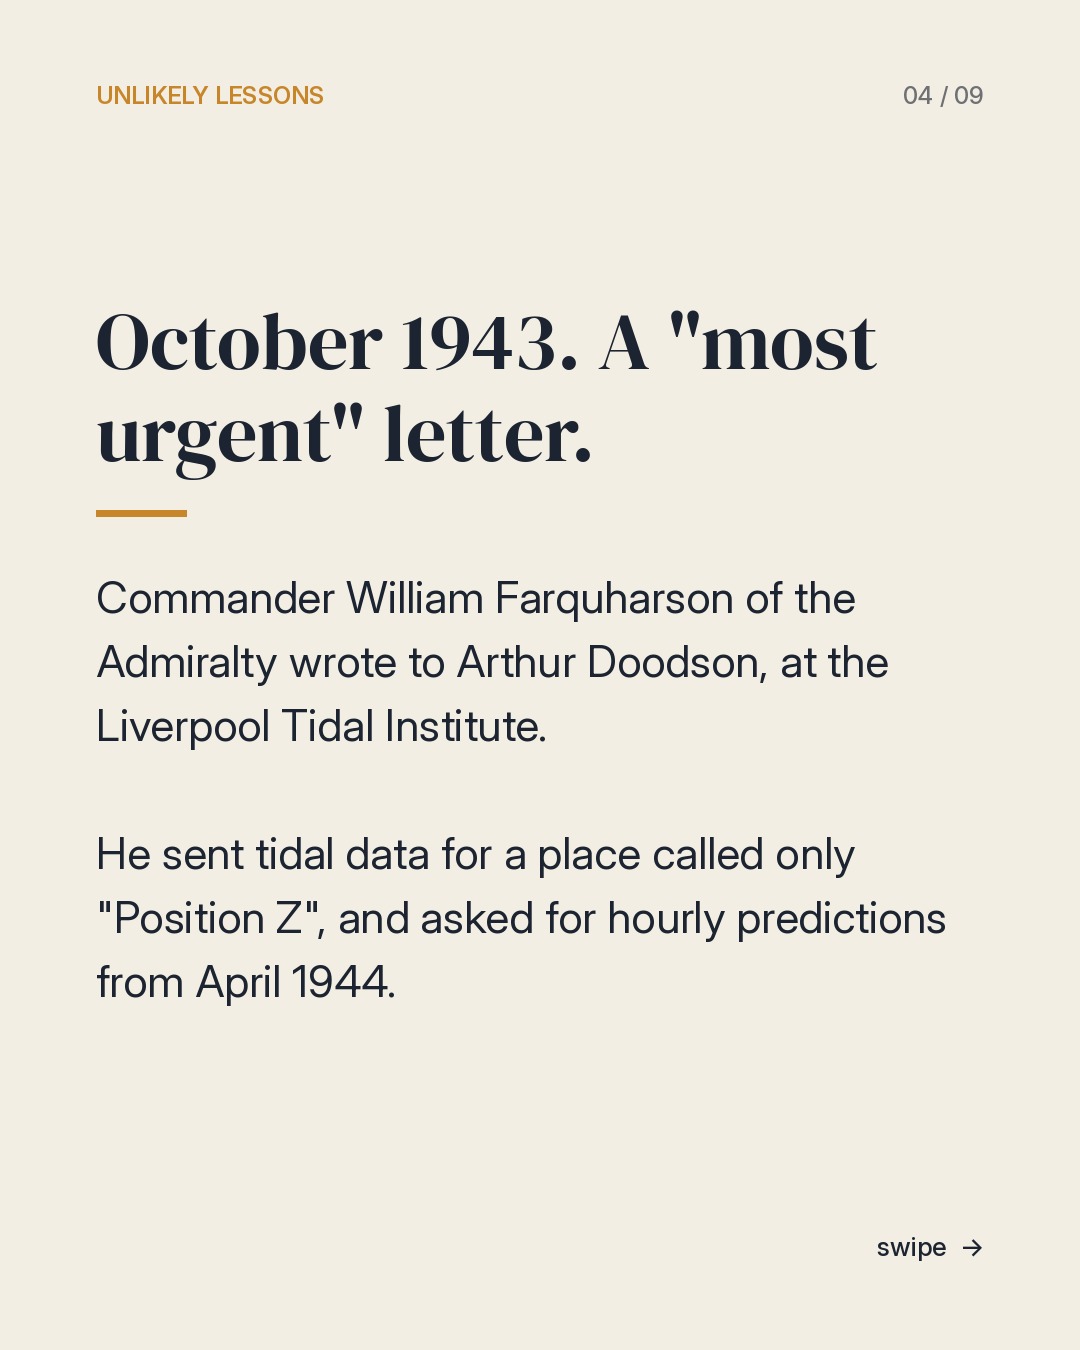 UNLIKELY LESSONS
04 / 09
October 1943. A "most
urgent" letter.
Commander William Farquharson of the
Admiralty wrote to Arthur Doodson, at the
Liverpool Tidal Institute.
He sent tidal data for a place called only
"Position Z", and asked for hourly predictions
from April 1944.
swipe →